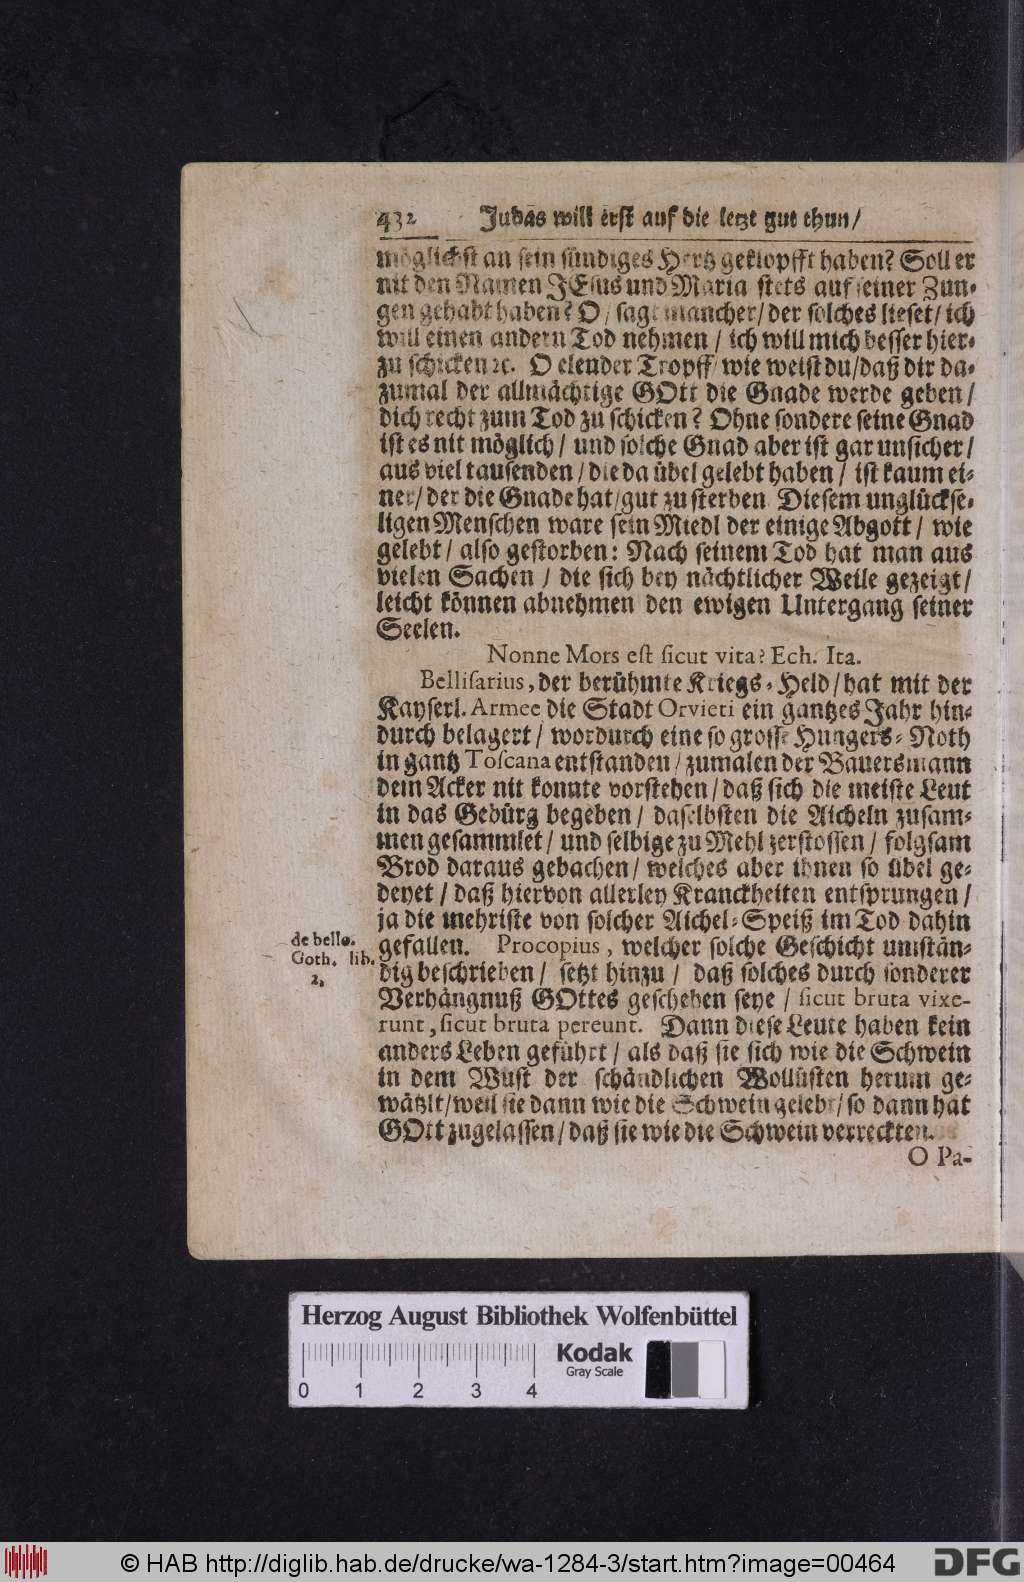 432 Judas will erst auf die letzt gut thun/
möglichst an sein sündiges Hertz geklopfft haben? Soll er
nit den Namen JEsus und Maria stets auf seiner Zun-
gen gehabt haben? O/ sagt mancher/ der solches lieset/ ich
will einen andern Tod nehmen / ich will mich besser hier-
zu schicken ꝛc. O elender Tropff/ wie weist du/ daß dir da-
zumal der allmächtige GOtt die Gnade werde geben /
dich recht zum Tod zu schicken? Ohne sondere seine Gnad
ist es nit möglich / und solche Gnad aber ist gar unsicher /
aus viel tausenden / die da übel gelebt haben / ist kaum ei-
ner/ der die Gnade hat/ gut zu sterben Diesem unglückse-
ligen Menschen ware sein Miedl der einige Abgott / wie
gelebt / also gestorben: Nach seinem Tod hat man aus
vielen Sachen / die sich bey nächtlicher Weile gezeigt /
leicht können abnehmen den ewigen Untergang seiner
Seelen.
Nonne Mors est sicut vita? Ech. Ita.
Bellisarius, der berühmte Kriegs-Held/ hat mit der
Kayserl. Armee die Stadt Orvieti ein gantzes Jahr hin-
durch belagert / wordurch eine so grosse Hungers-Noth
in gantz Toscana entstanden / zumalen der Bauersmann
dem Acker nit konnte vorstehen / daß sich die meiste Leut
in das Gebürg begeben / daselbsten die Aicheln zusam-
men gesammlet / und selbige zu Mehl zerstossen / folgsam
Brod daraus gebachen / welches aber ihnen so übel ge-
deyet / daß hiervon allerley Kranckheiten entsprungen /
ja die mehriste von solcher Aichel-Speiß im Tod dahin
gefallen. Procopius, welcher solche Geschicht umstän-
dig beschrieben / setzt hinzu / daß solches durch sonderer
Verhängnuß GOttes geschehen seye / sicut bruta vixe-
runt, sicut bruta pereunt. Dann diese Leute haben kein
anders Leben geführt / als daß sie sich wie die Schwein
in dem Wust der schändlichen Wollüsten herum ge-
wätzlt/ weil sie dann wie die Schwein gelebt/ so dann hat
GOtt zugelassen / daß sie wie die Schwein verreckten.
O Pa-
de bello.
Goth. lib.
2.
Herzog August Bibliothek Wolfenbüttel
Kodak
Gray Scale
0 1 2 3 4
© HAB http://diglib.hab.de/drucke/wa-1284-3/start.htm?image=00464
DFG